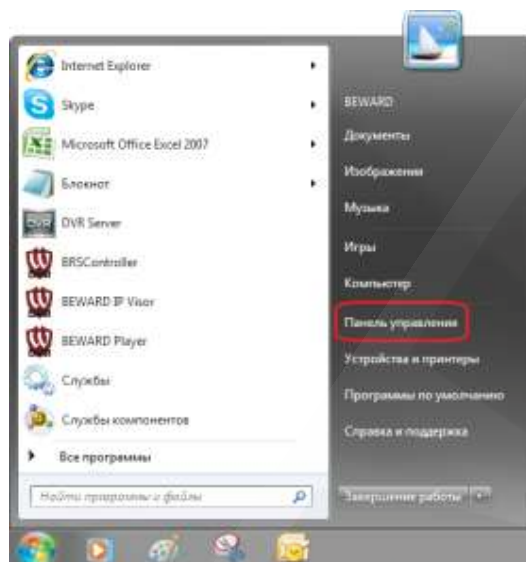 Internet Explorer
Skype
Microsoft Office Excel 2007
Блокнот
DVR Server
BRSController
BEWARD IP Visor
BEWARD Player
Службы
Службы компонентов
Все программы
Найти программы и файлы
BEWARD
Документы
Изображения
Музыка
Игры
Компьютер
Панель управления
Устройства и принтеры
Программы по умолчанию
Справка и поддержка
Завершение работы